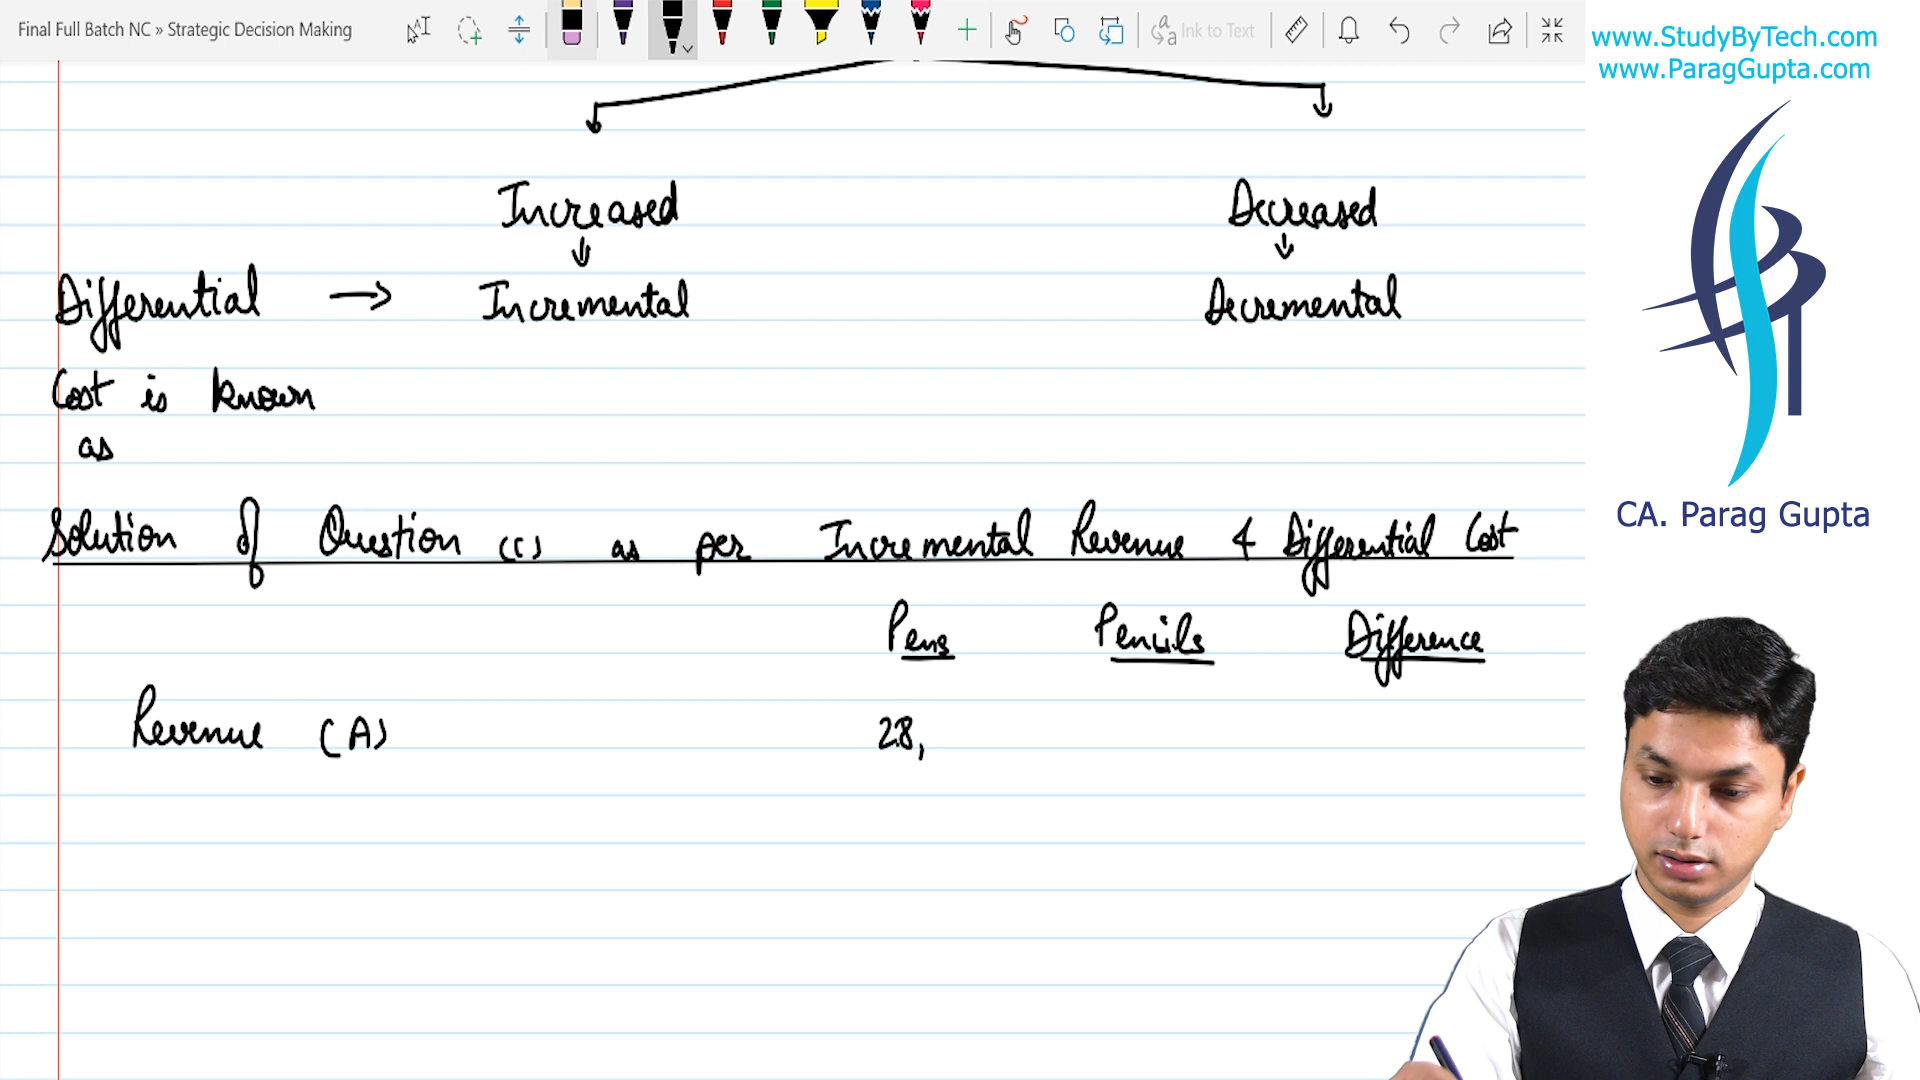 Final Full Batch NC » Strategic Decision Making
Ink to Text
www.StudyByTech.com
www.ParagGupta.com
Increased
Decreased
Differential → Incremental
Decremental
Cost is known
as
CA. Parag Gupta
Solution of Question (C) as per Incremental Revenue & Differential Cost
Pens Pencils Difference
Revenue (A) 28,